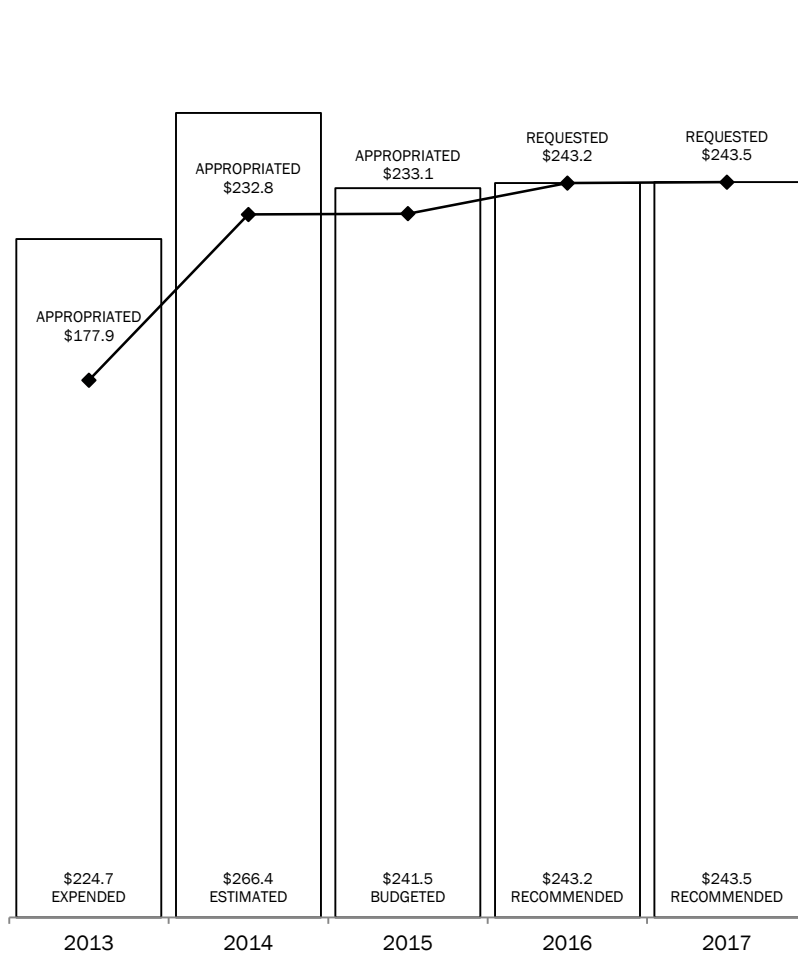 REQUESTED
$243.2
REQUESTED
$243.5
APPROPRIATED
$233.1
APPROPRIATED
$232.8
APPROPRIATED
$177.9
$224.7
EXPENDED
$266.4
ESTIMATED
$241.5
BUDGETED
$243.2
RECOMMENDED
$243.5
RECOMMENDED
2013
2014
2015
2016
2017